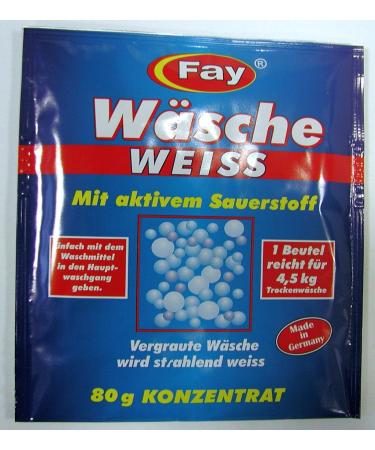 Fay®
Wäsche
WEISS
Mit aktivem Sauerstoff
Einfach mit dem
Waschmittel
in den Haupt-
waschgang
geben.
1 Beutel
reicht für
4,5 kg
Trockenwäsche
Made in
Germany
Vergraute Wäsche
wird strahlend weiss
80 g KONZENTRAT